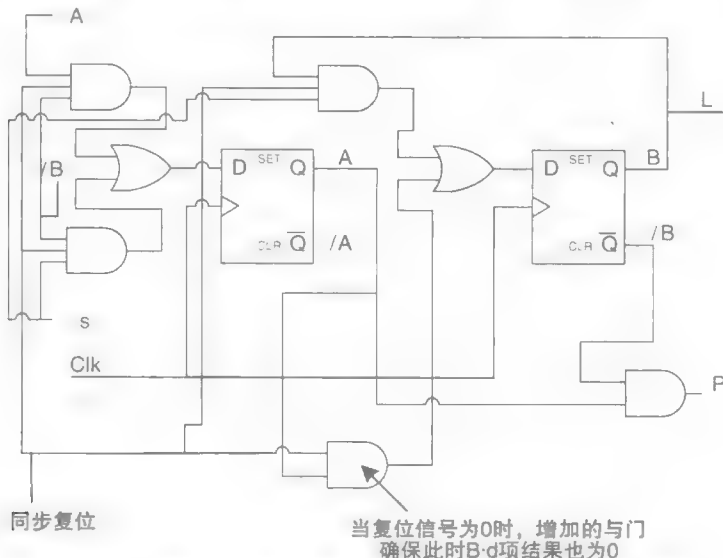 A
L
/B
D SET Q A
CLR Q /A
D SET Q B
CLR Q /B
s
Clk
P
同步复位
当复位信号为0时，增加的与门
确保此时B·d项结果也为0